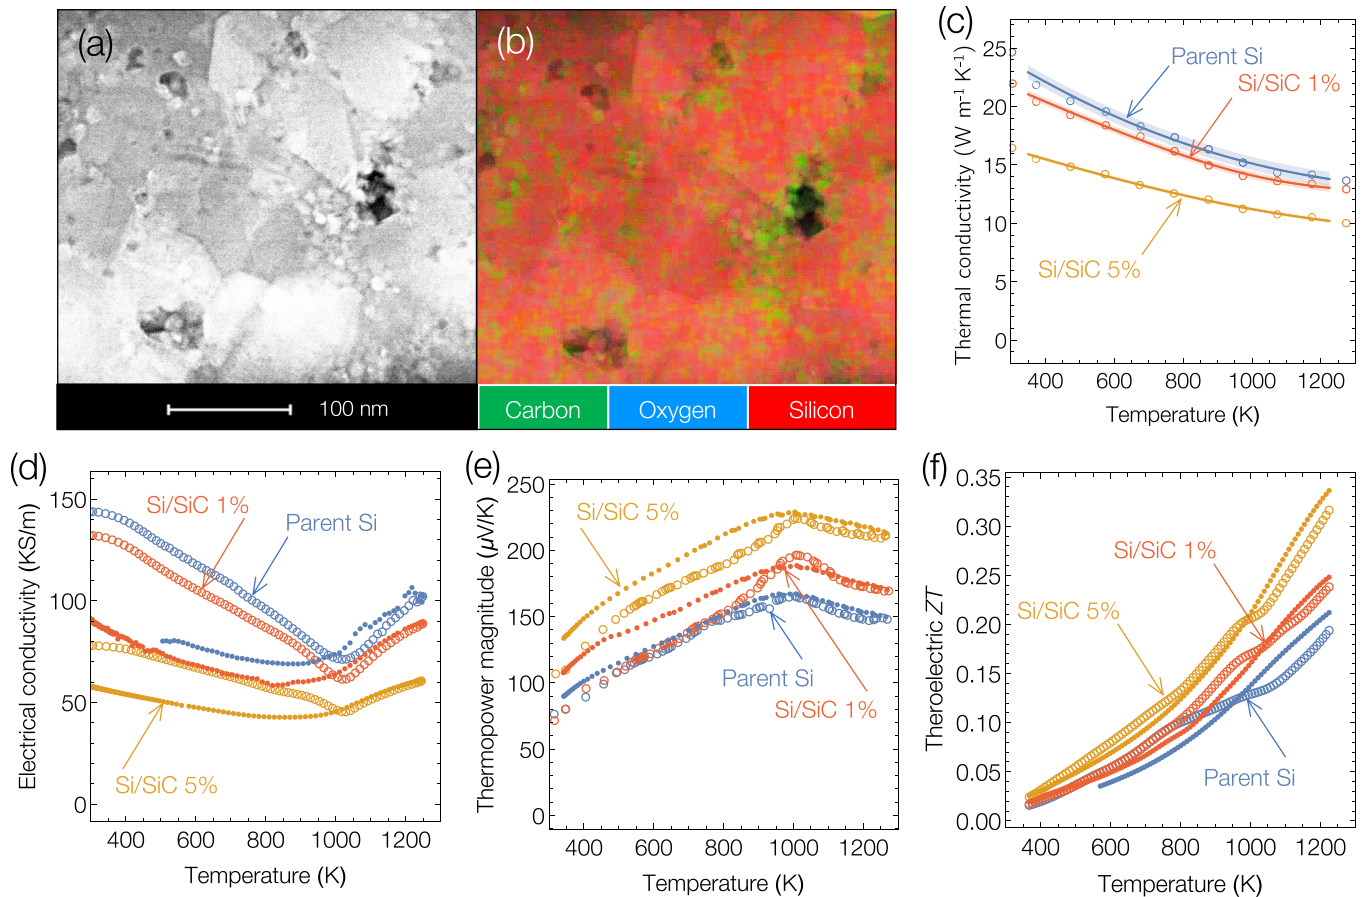 (a)
100 nm
(b)
Carbon
Oxygen
Silicon
(c)
Thermal conductivity (W m⁻¹ K⁻¹)
25
20
15
10
5
0
Parent Si
Si/SiC 1%
Si/SiC 5%
400 600 800 1000 1200
Temperature (K)
(d)
Electrical conductivity (KS/m)
150
100
50
0
Si/SiC 1%
Parent Si
Si/SiC 5%
400 600 800 1000 1200
Temperature (K)
(e)
Thermopower magnitude (μV/K)
250
200
150
100
50
0
Si/SiC 5%
Parent Si
Si/SiC 1%
400 600 800 1000 1200
Temperature (K)
(f)
Theroelectric ZT
0.35
0.30
0.25
0.20
0.15
0.10
0.05
0.00
Si/SiC 1%
Si/SiC 5%
Parent Si
400 600 800 1000 1200
Temperature (K)